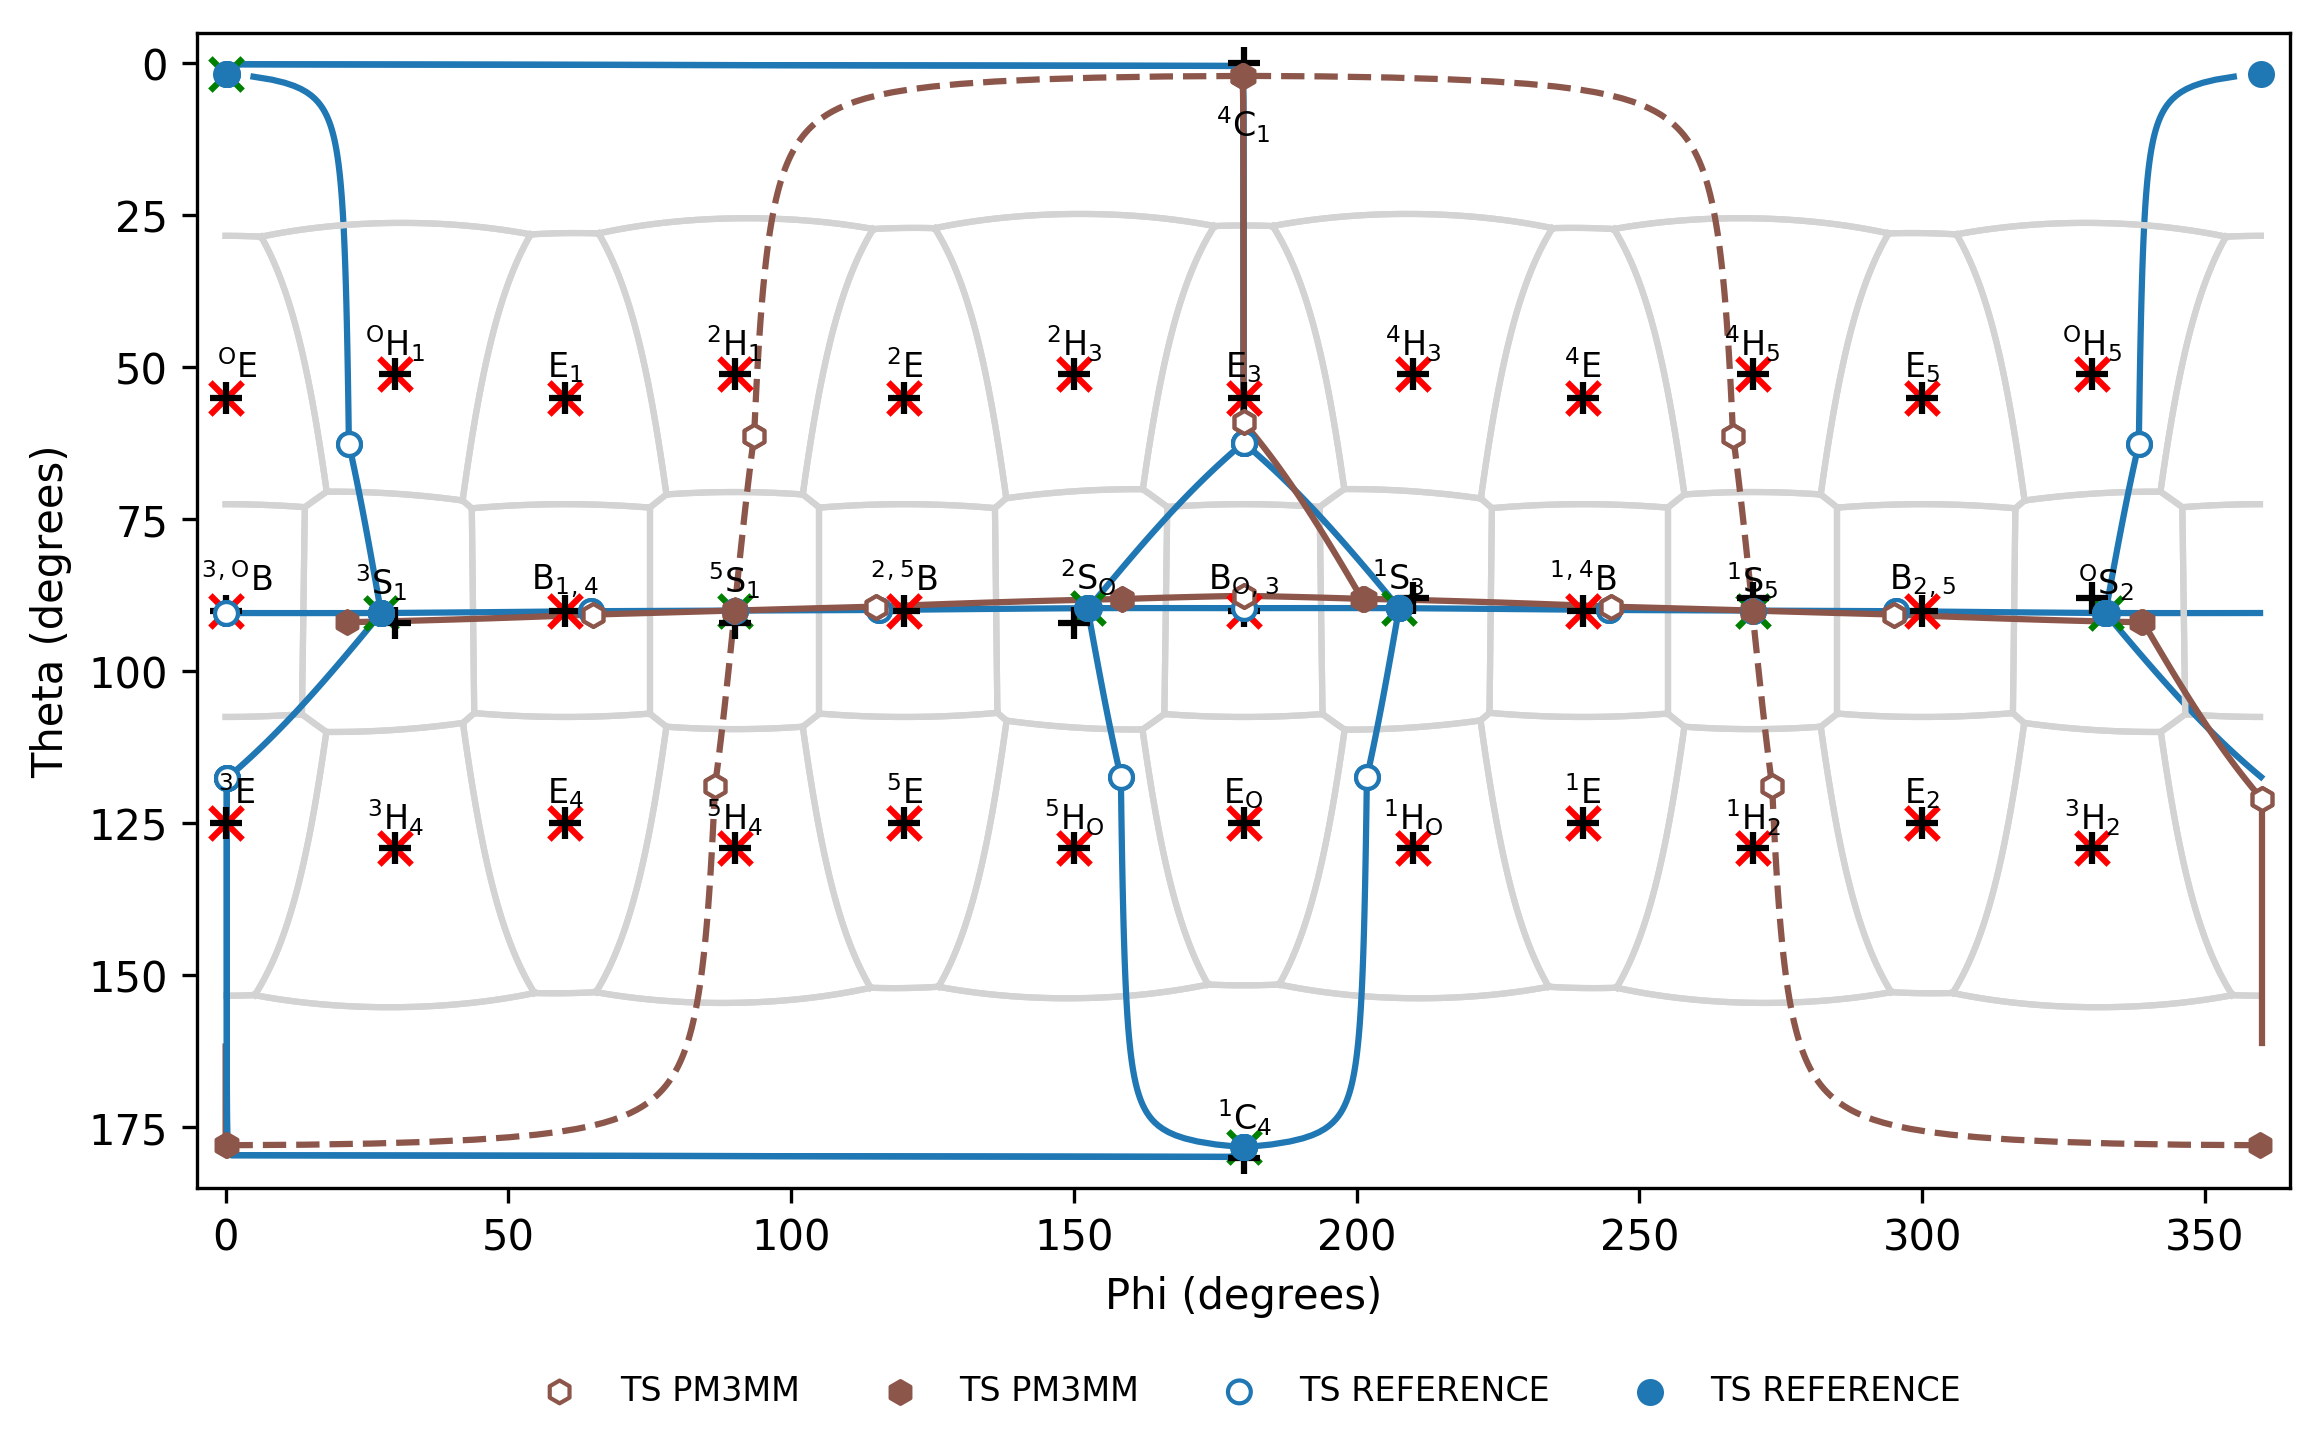 0
⁴C₁
25
ᴼH₁ ²H₁ ²H₃ ⁴H₃ ⁴H₅ ᴼH₅
50
ᴼE E₁ ²E E₃ ⁴E E₅
75
³,ᴼB ³S₁ B₁,₄ ⁵S₁ ²,⁵B ²Sₒ Bₒ,₃ ¹S₃ ¹,⁴B ¹S₅ B₂,₅ ᴼS₂
100
³E E₄ ⁵E Eₒ ¹E E₂
125
³H₄ ⁵H₄ ⁵Hₒ ¹Hₒ ¹H₂ ³H₂
150
¹C₄
175
Theta (degrees)
0 50 100 150 200 250 300 350
Phi (degrees)
TS PM3MM TS PM3MM TS REFERENCE TS REFERENCE